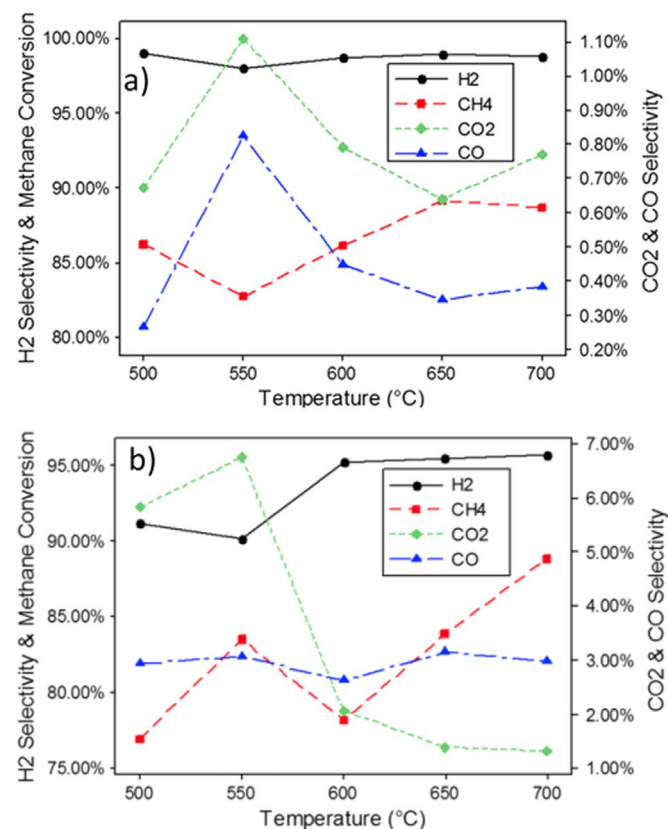 a)
H2 Selectivity & Methane Conversion
100.00%
95.00%
90.00%
85.00%
80.00%
H2
CH4
CO2
CO
1.10%
1.00%
0.90%
0.80%
0.70%
0.60%
0.50%
0.40%
0.30%
0.20%
CO2 & CO Selectivity
500 550 600 650 700
Temperature (°C)
b)
H2 Selectivity & Methane Conversion
95.00%
90.00%
85.00%
80.00%
75.00%
H2
CH4
CO2
CO
7.00%
6.00%
5.00%
4.00%
3.00%
2.00%
1.00%
CO2 & CO Selectivity
500 550 600 650 700
Temperature (°C)